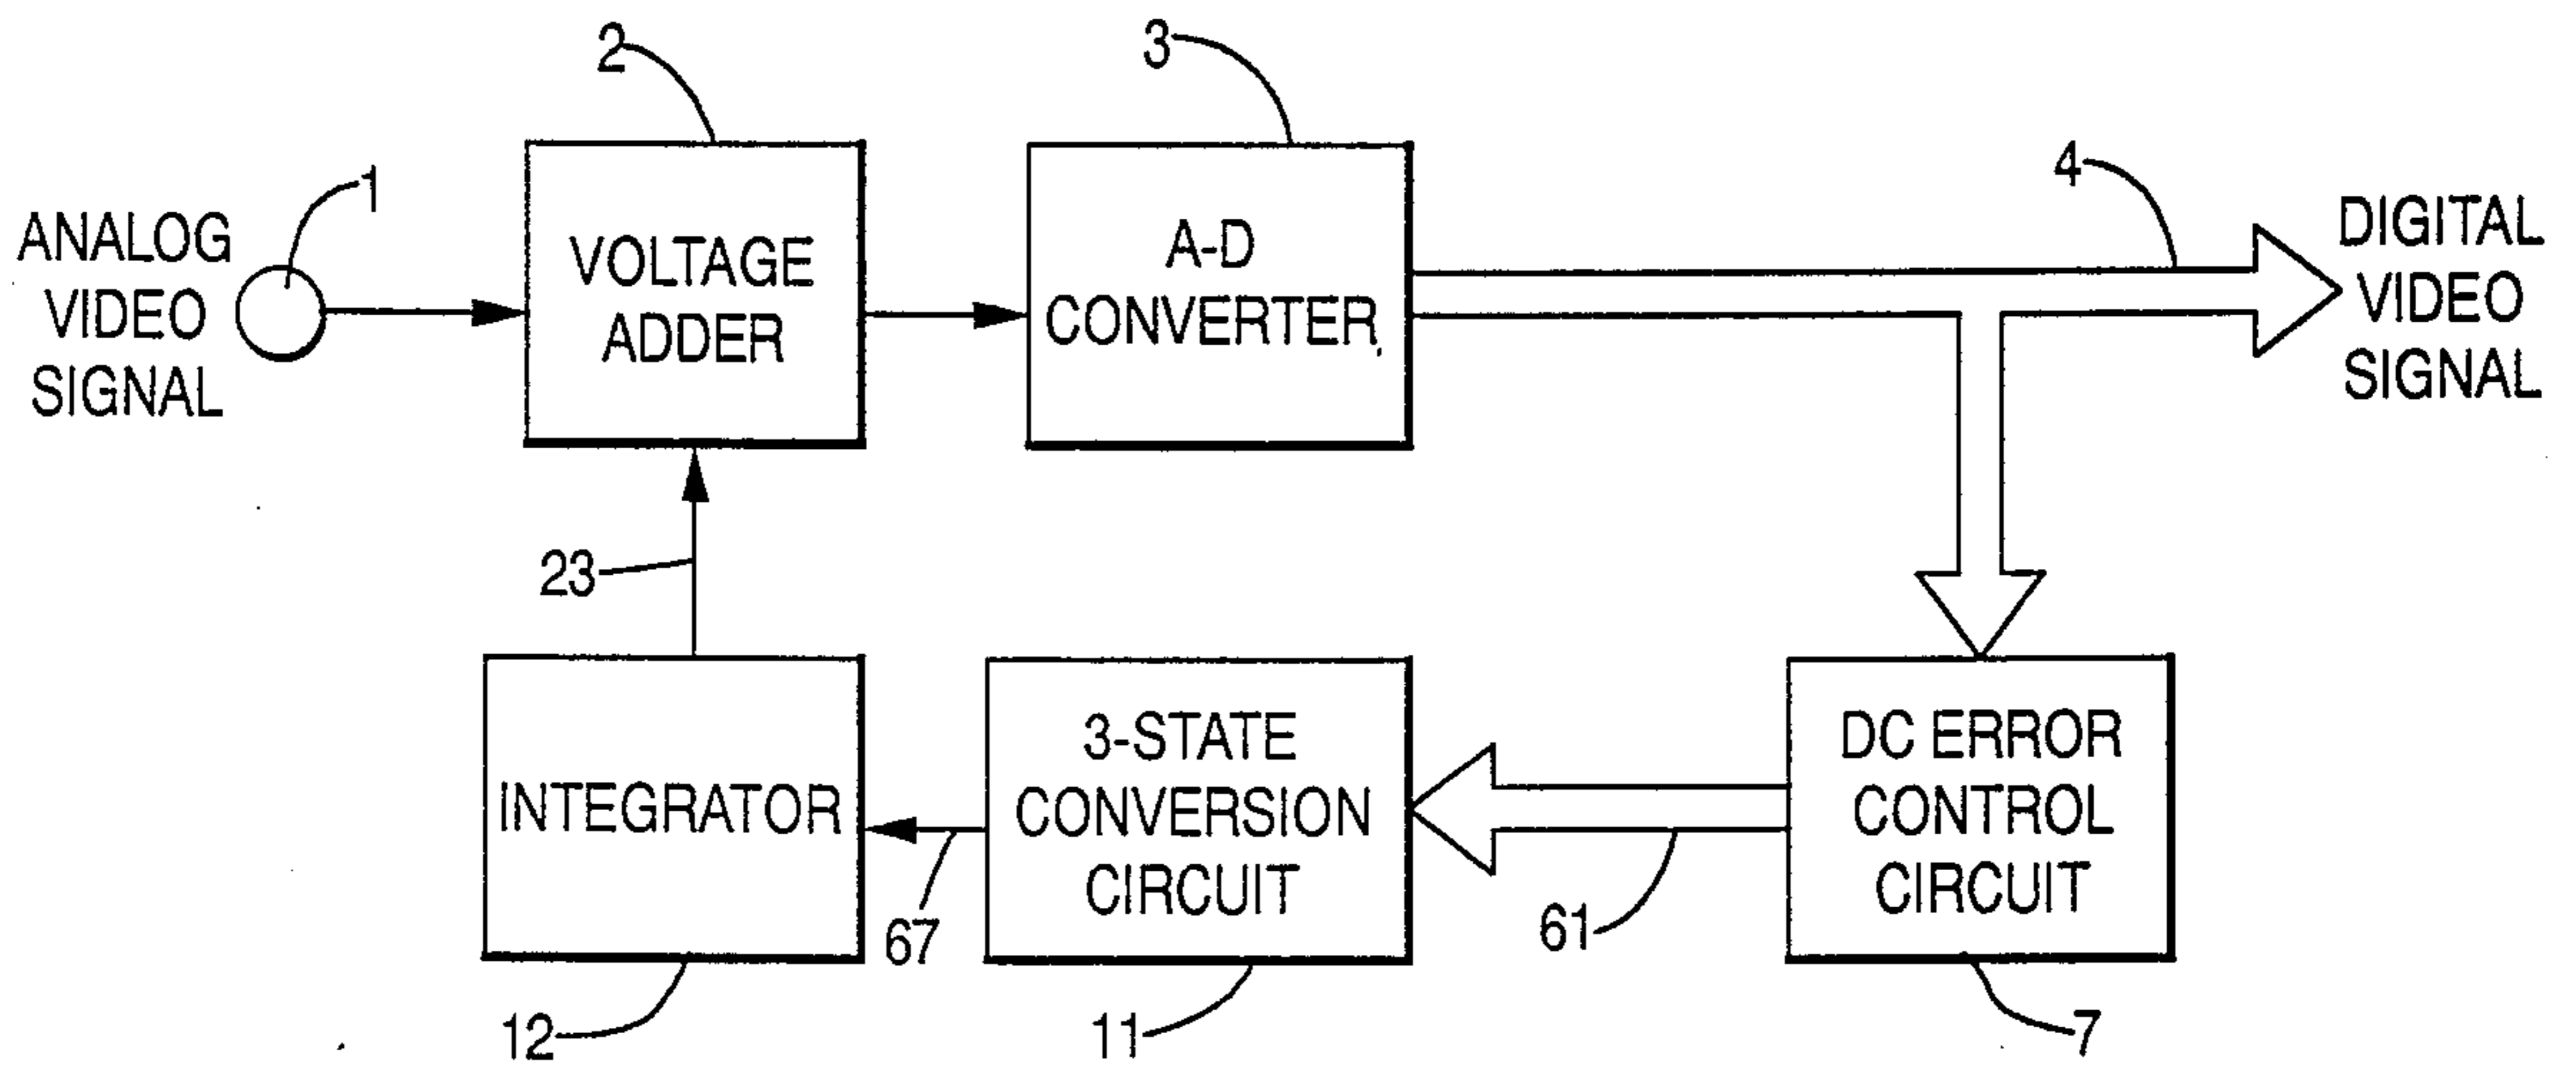 2
3
1
4
ANALOG
VIDEO
SIGNAL
VOLTAGE
ADDER
A-D
CONVERTER
DIGITAL
VIDEO
SIGNAL
23
INTEGRATOR
3-STATE
CONVERSION
CIRCUIT
DC ERROR
CONTROL
CIRCUIT
67
61
12
11
7